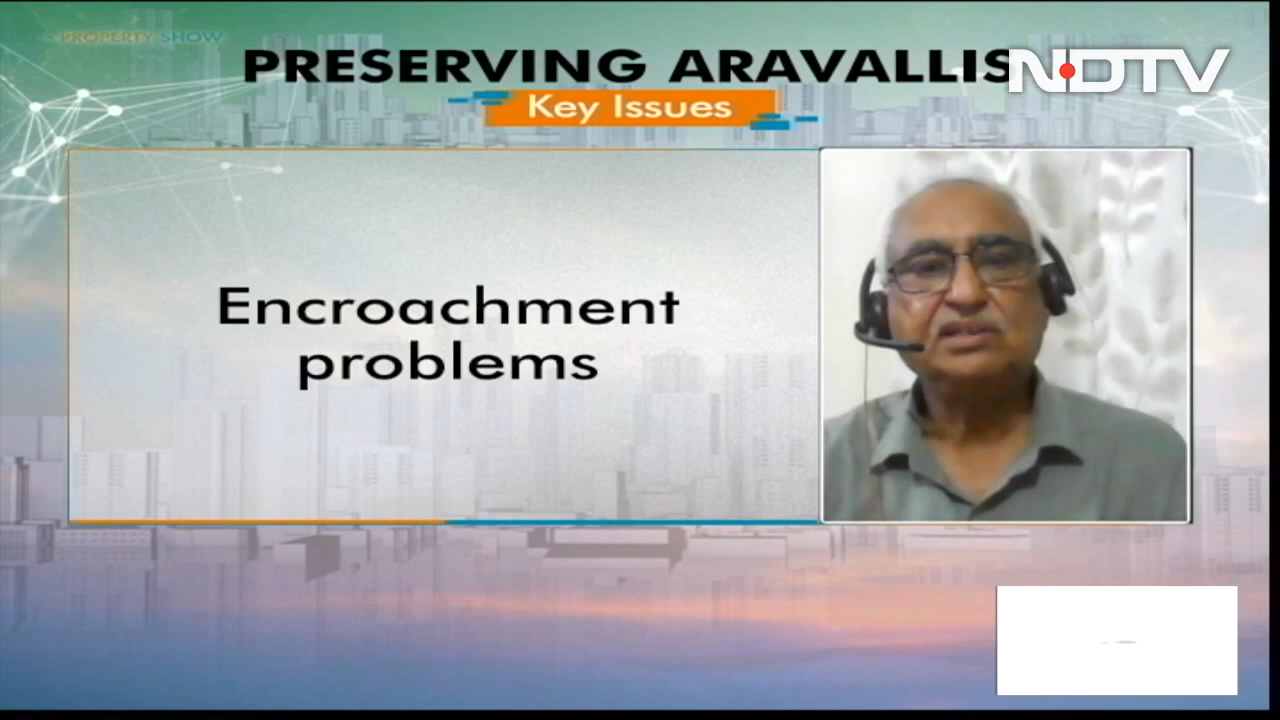 PROPERTY SHOW
PRESERVING ARAVALLIS
NDTV
Key Issues
Encroachment
problems